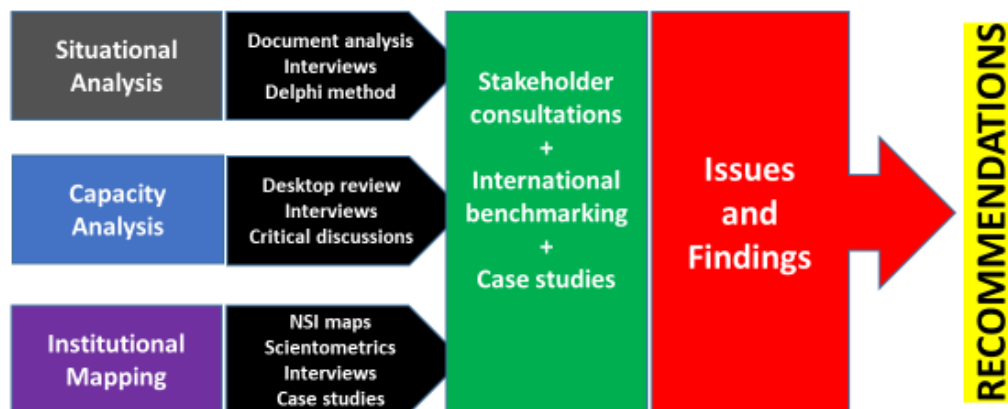 Situational
Analysis
Document analysis
Interviews
Delphi method
Capacity
Analysis
Desktop review
Interviews
Critical discussions
Institutional
Mapping
NSI maps
Scientometrics
Interviews
Case studies
Stakeholder
consultations
+
International
benchmarking
+
Case studies
Issues
and
Findings
RECOMMENDATIONS